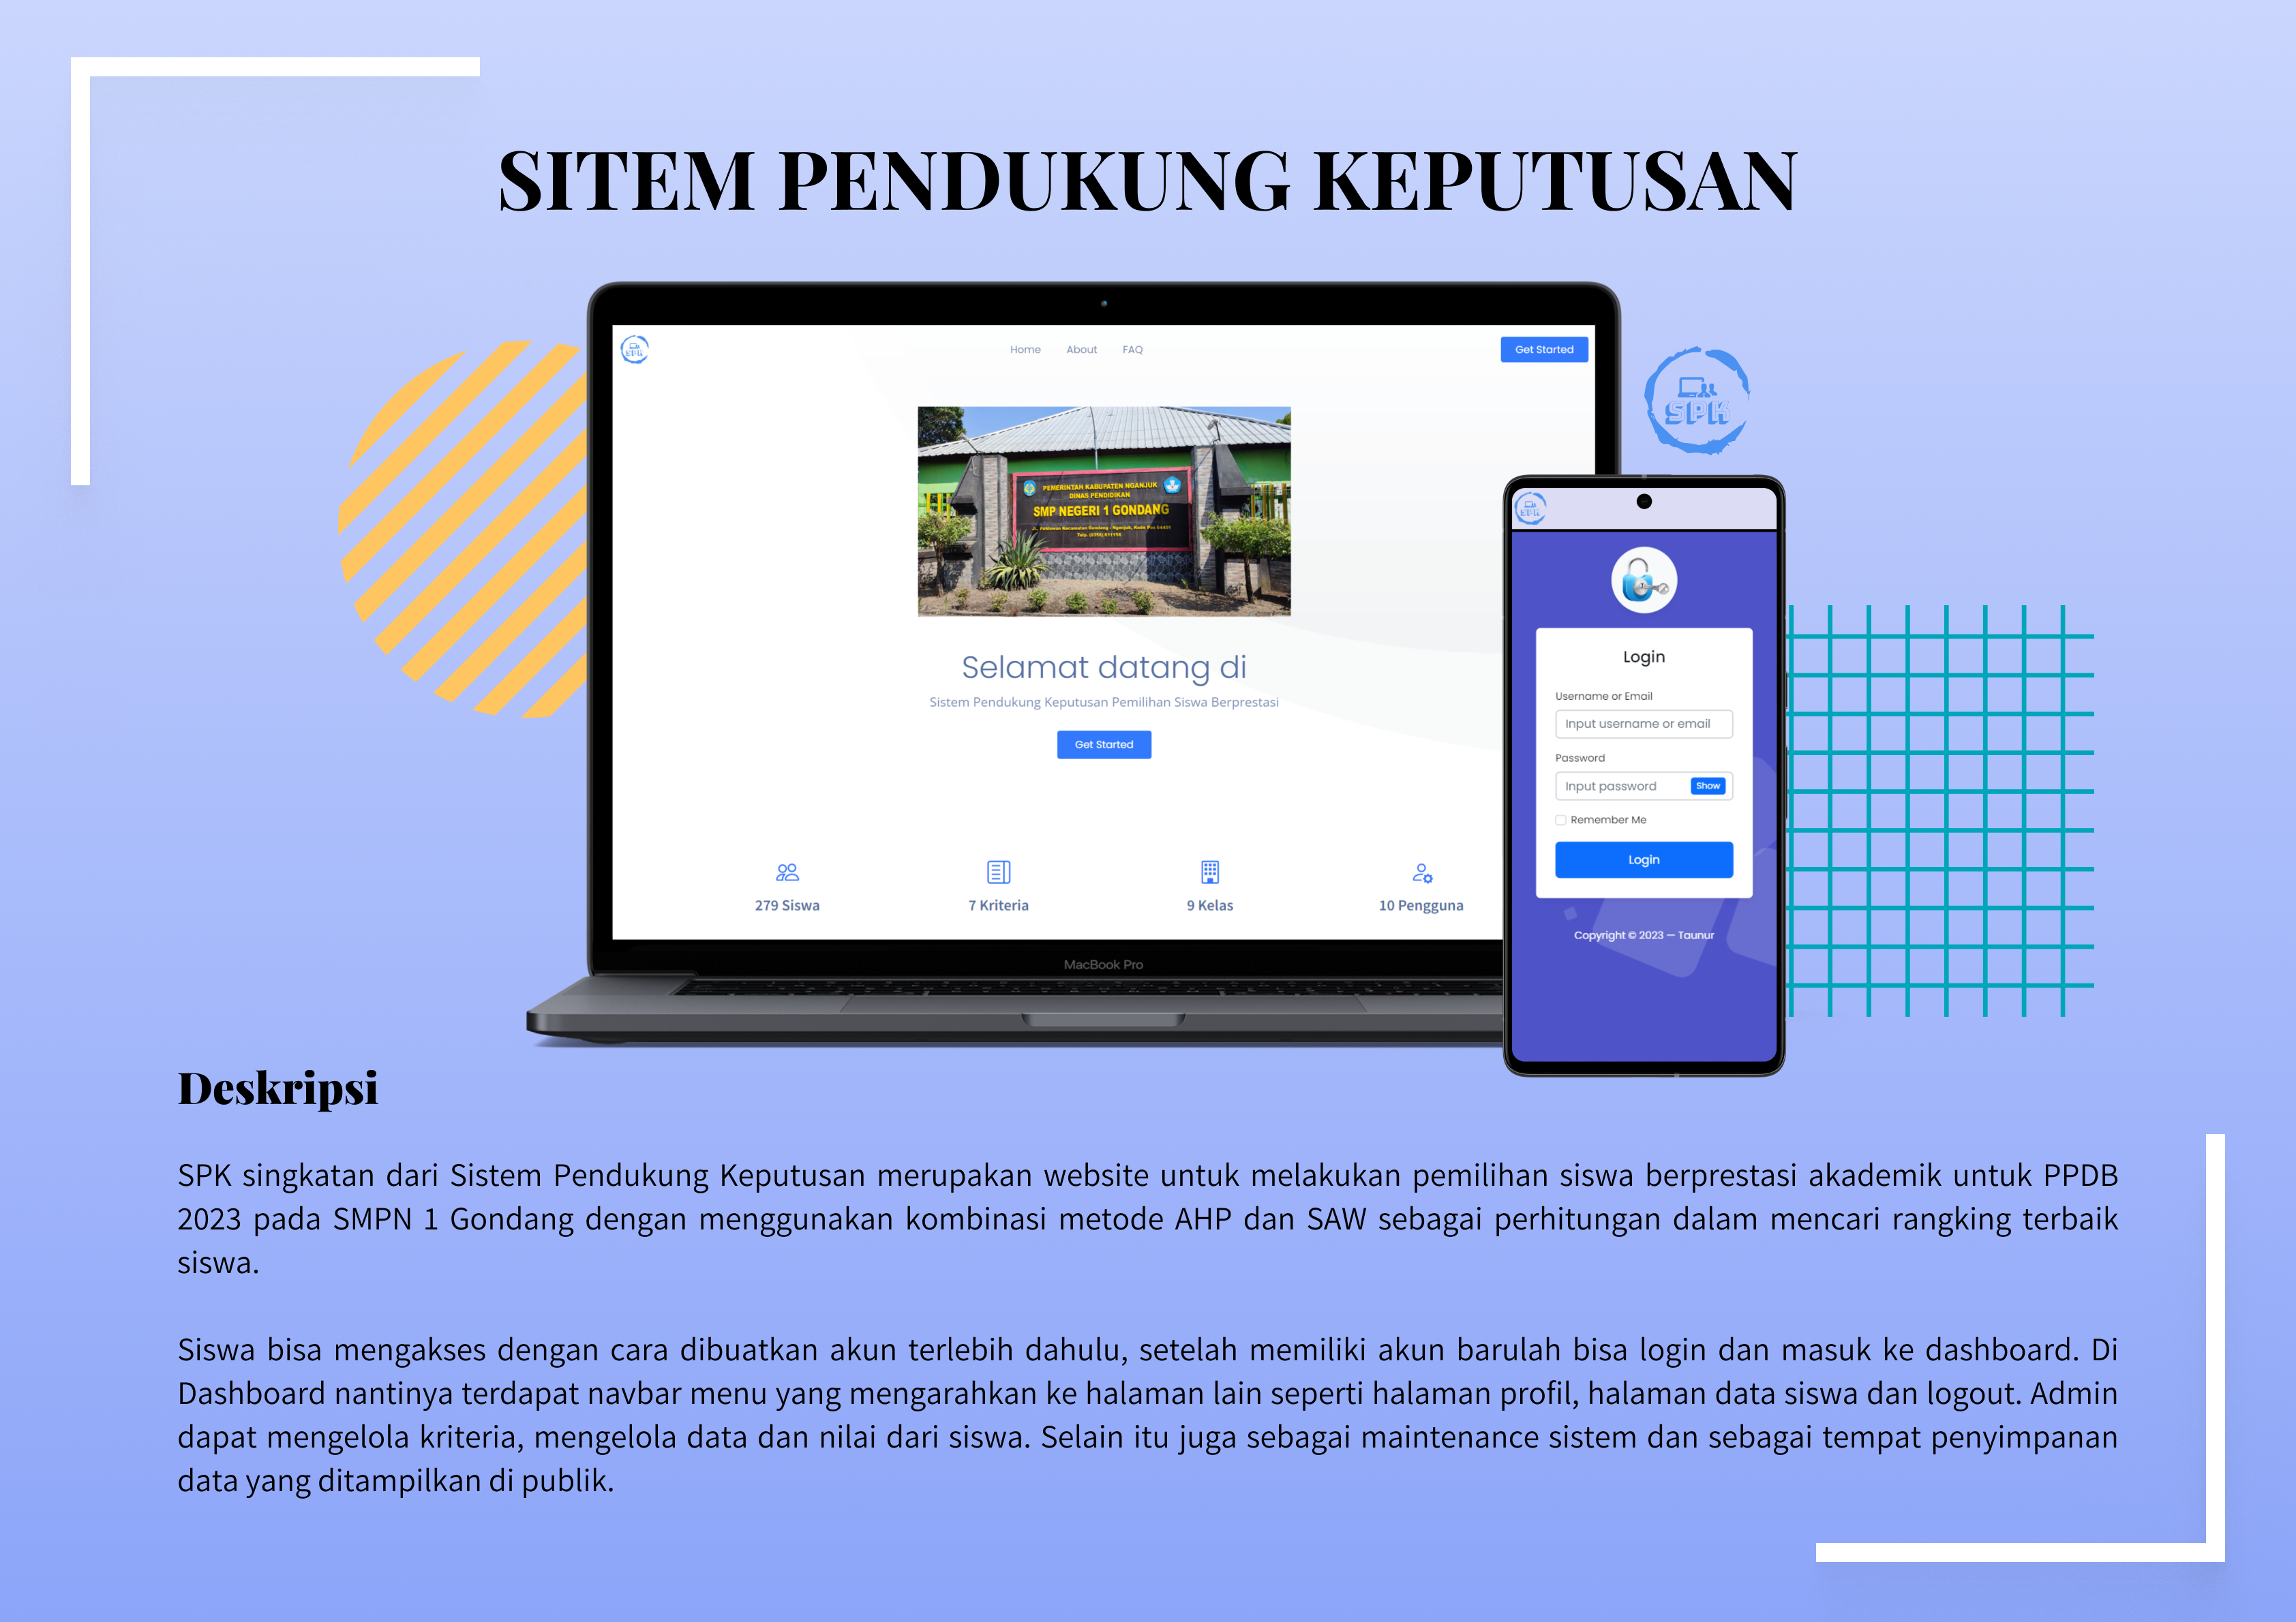 SITEM PENDUKUNG KEPUTUSAN
SPK
Home About FAQ
Get Started
SPK
PEMERINTAH KABUPATEN NGANJUK
DINAS PENDIDIKAN
SMP NEGERI 1 GONDANG
Selamat datang di
Sistem Pendukung Keputusan Pemilihan Siswa Berprestasi
Get Started
279 Siswa
7 Kriteria
9 Kelas
10 Pengguna
MacBook Pro
SPK
Login
Username or Email
Input username or email
Password
Input password
Show
Remember Me
Login
Copyright © 2023 — Taunur
Deskripsi
SPK singkatan dari Sistem Pendukung Keputusan merupakan website untuk melakukan pemilihan siswa berprestasi akademik untuk PPDB
2023 pada SMPN 1 Gondang dengan menggunakan kombinasi metode AHP dan SAW sebagai perhitungan dalam mencari rangking terbaik
siswa.
Siswa bisa mengakses dengan cara dibuatkan akun terlebih dahulu, setelah memiliki akun barulah bisa login dan masuk ke dashboard. Di
Dashboard nantinya terdapat navbar menu yang mengarahkan ke halaman lain seperti halaman profil, halaman data siswa dan logout. Admin
dapat mengelola kriteria, mengelola data dan nilai dari siswa. Selain itu juga sebagai maintenance sistem dan sebagai tempat penyimpanan
data yang ditampilkan di publik.